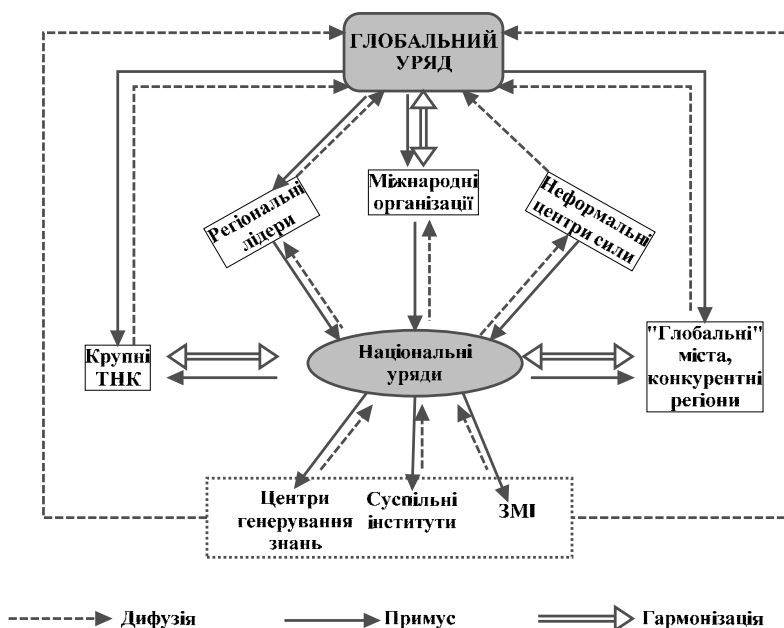 ГЛОБАЛЬНИЙ
УРЯД
Регіональні
лідери
Міжнародні
організації
Неформальні
центри сили
Крупні
ТНК
Національні
уряди
"Глобальні"
міста,
конкурентні
регіони
Центри
генерування
знань
Суспільні
інститути
ЗМІ
Дифузія
Примус
Гармонізація